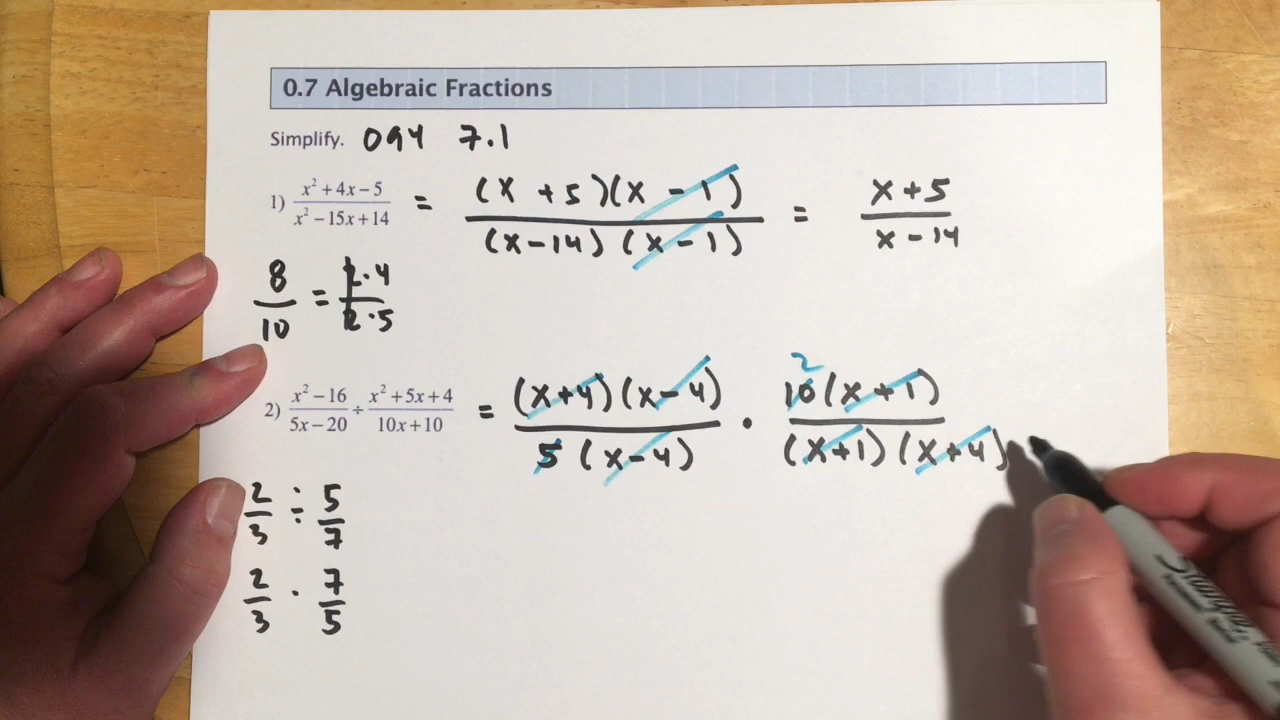 0.7 Algebraic Fractions
Simplify. 094 7.1
1) (x² + 4x − 5)/(x² − 15x + 14) = (x + 5)(x − 1)/(x − 14)(x − 1) = (x + 5)/(x − 14)
8/10 = 2·4/2·5
2
2) (x² − 16)/(5x − 20) ÷ (x² + 5x + 4)/(10x + 10) = (x + 4)(x − 4)/5(x − 4) · 10(x + 1)/(x + 1)(x + 4)
2/3 ÷ 5/7
2/3 · 7/5
Sharpie